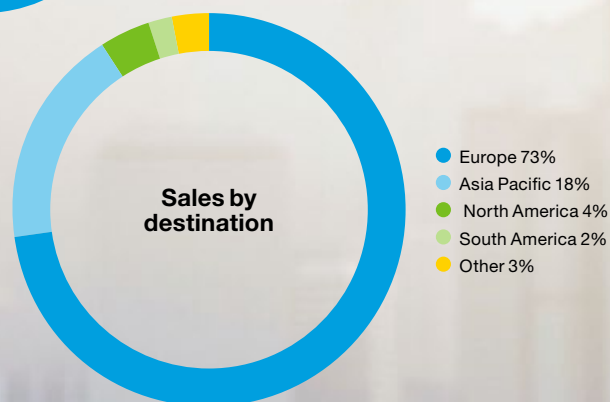 Sales by
destination
Europe 73%
Asia Pacific 18%
North America 4%
South America 2%
Other 3%